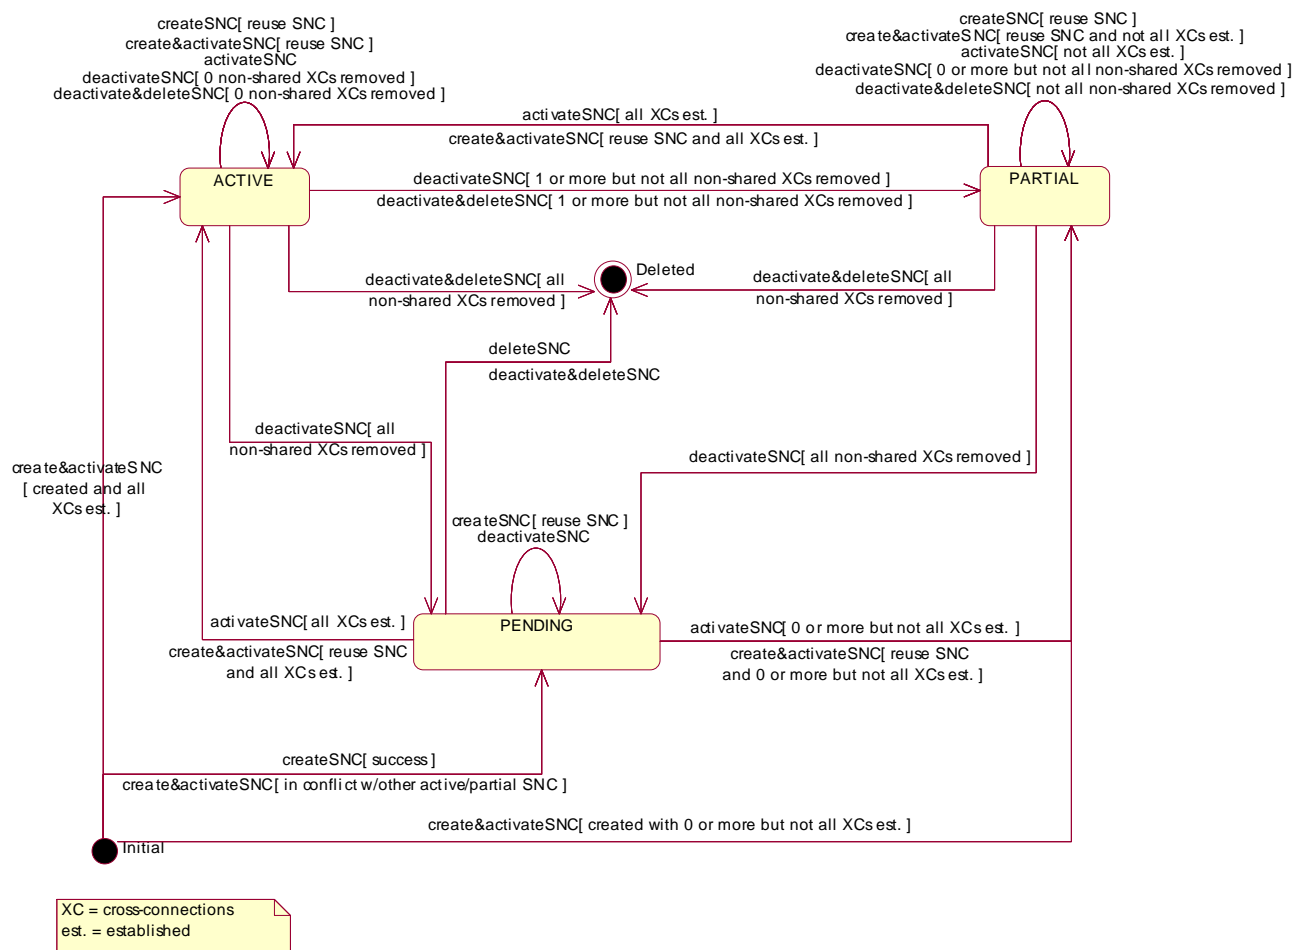 createSNC[ reuse SNC ]
create&activateSNC[ reuse SNC ]
activateSNC
deactivateSNC[ 0 non-shared XCs removed ]
deactivate&deleteSNC[ 0 non-shared XCs removed ]
createSNC[ reuse SNC ]
create&activateSNC[ reuse SNC and not all XCs est. ]
activateSNC[ not all XCs est. ]
deactivateSNC[ 0 or more but not all non-shared XCs removed ]
deactivate&deleteSNC[ not all non-shared XCs removed ]
activateSNC[ all XCs est. ]
create&activateSNC[ reuse SNC and all XCs est. ]
ACTIVE
deactivateSNC[ 1 or more but not all non-shared XCs removed ]
deactivate&deleteSNC[ 1 or more but not all non-shared XCs removed ]
PARTIAL
deactivate&deleteSNC[ all
non-shared XCs removed ]
Deleted
deactivate&deleteSNC[ all
non-shared XCs removed ]
deleteSNC
deactivate&deleteSNC
deactivateSNC[ all
non-shared XCs removed ]
deactivateSNC[ all non-shared XCs removed ]
create&activateSNC
[ created and all
XCs est. ]
createSNC[ reuse SNC ]
deactivateSNC
PENDING
activateSNC[ all XCs est. ]
create&activateSNC[ reuse SNC
and all XCs est. ]
activateSNC[ 0 or more but not all XCs est. ]
create&activateSNC[ reuse SNC
and 0 or more but not all XCs est. ]
createSNC[ success ]
create&activateSNC[ in conflict w/other active/partial SNC ]
create&activateSNC[ created with 0 or more but not all XCs est. ]
Initial
XC = cross-connections
est. = established